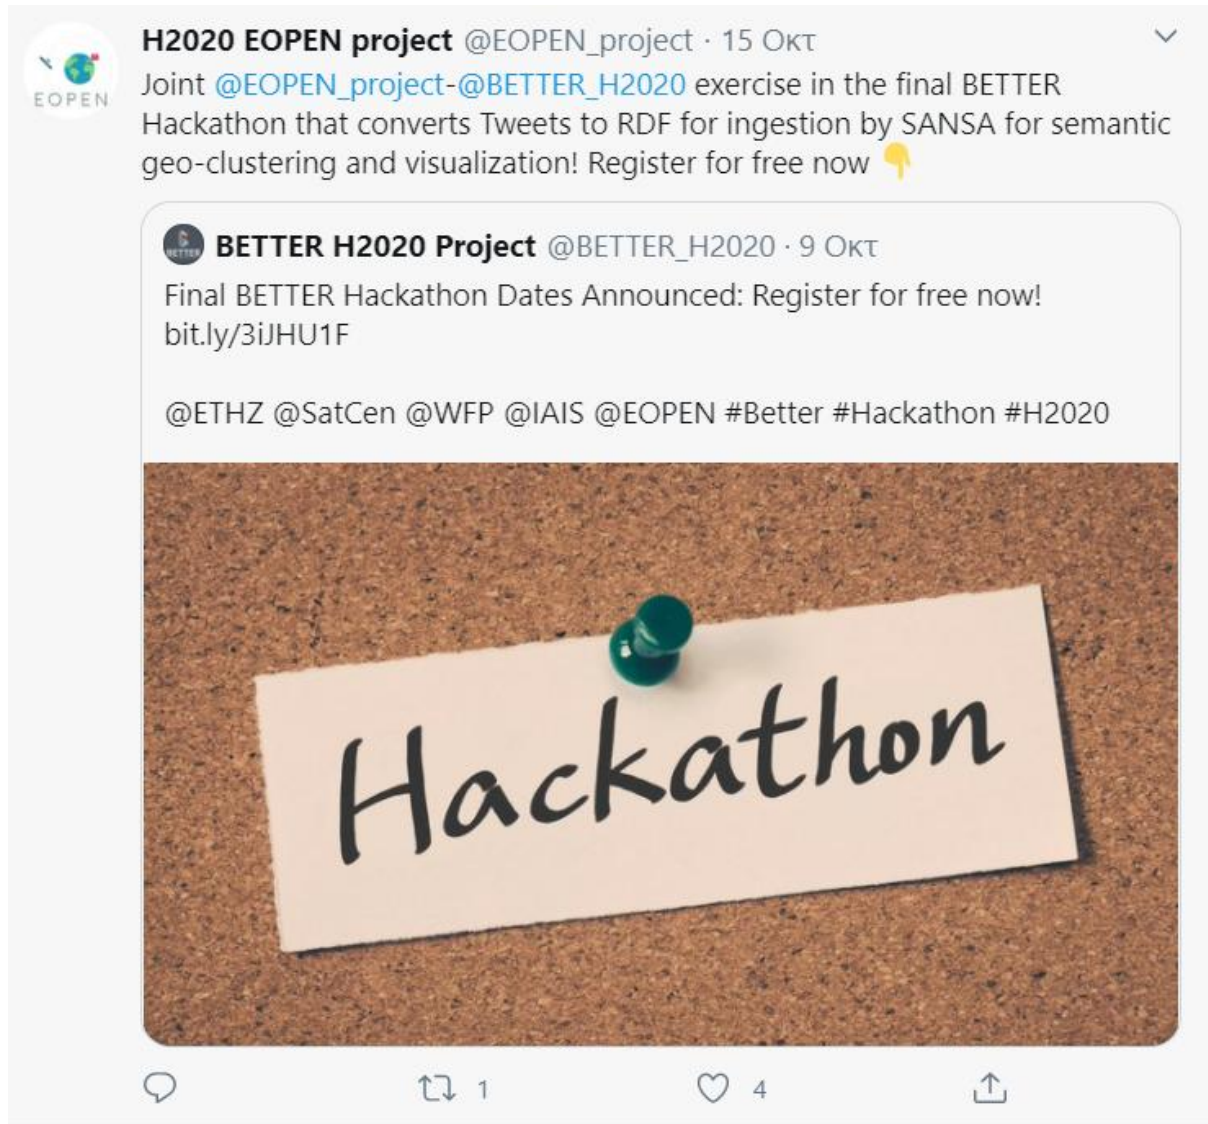 H2020 EOPEN project @EOPEN_project · 15 Οκτ
Joint @EOPEN_project-@BETTER_H2020 exercise in the final BETTER
Hackathon that converts Tweets to RDF for ingestion by SANSA for semantic
geo-clustering and visualization! Register for free now 👇
EOPEN
BETTER
BETTER H2020 Project @BETTER_H2020 · 9 Οκτ
Final BETTER Hackathon Dates Announced: Register for free now!
bit.ly/3iJHU1F
@ETHZ @SatCen @WFP @IAIS @EOPEN #Better #Hackathon #H2020
Hackathon
1
4